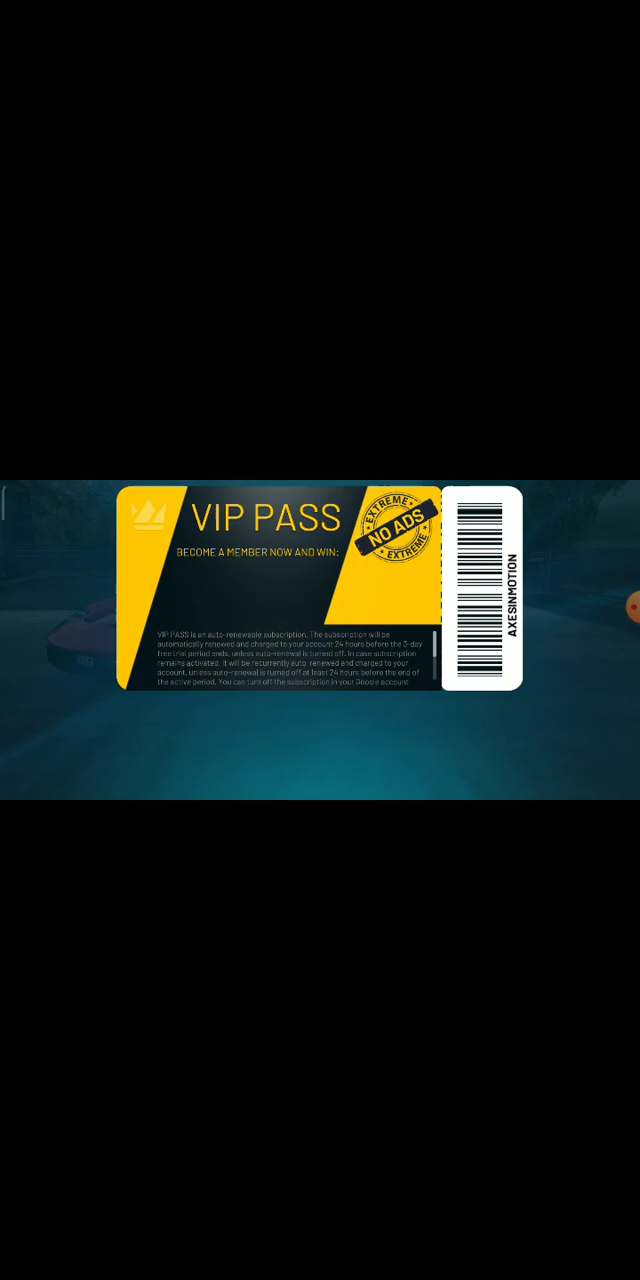 VIP PASS
BECOME A MEMBER NOW AND WIN:
EXTREME
NO ADS
EXTREME
VIP PASS is an auto-renewable subscription. The subscription will be
automatically renewed and charged to your account 24 hours before the 3-day
free trial period ends, unless auto-renewal is turned off. In case subscription
remains activated, it will be recurrently auto-renewed and charged to your
account, unless auto-renewal is turned off at least 24 hours before the end of
the active period. You can turn off the subscription in your Google account
AXESINMOTION